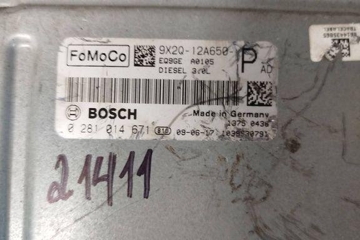 FoMoCo
9X2Q-12A650-
P
EQ9GE A0105
AD
DIESEL 3.0L
BOSCH
Made in Germany
0 281 014 671
09-06-17
21411